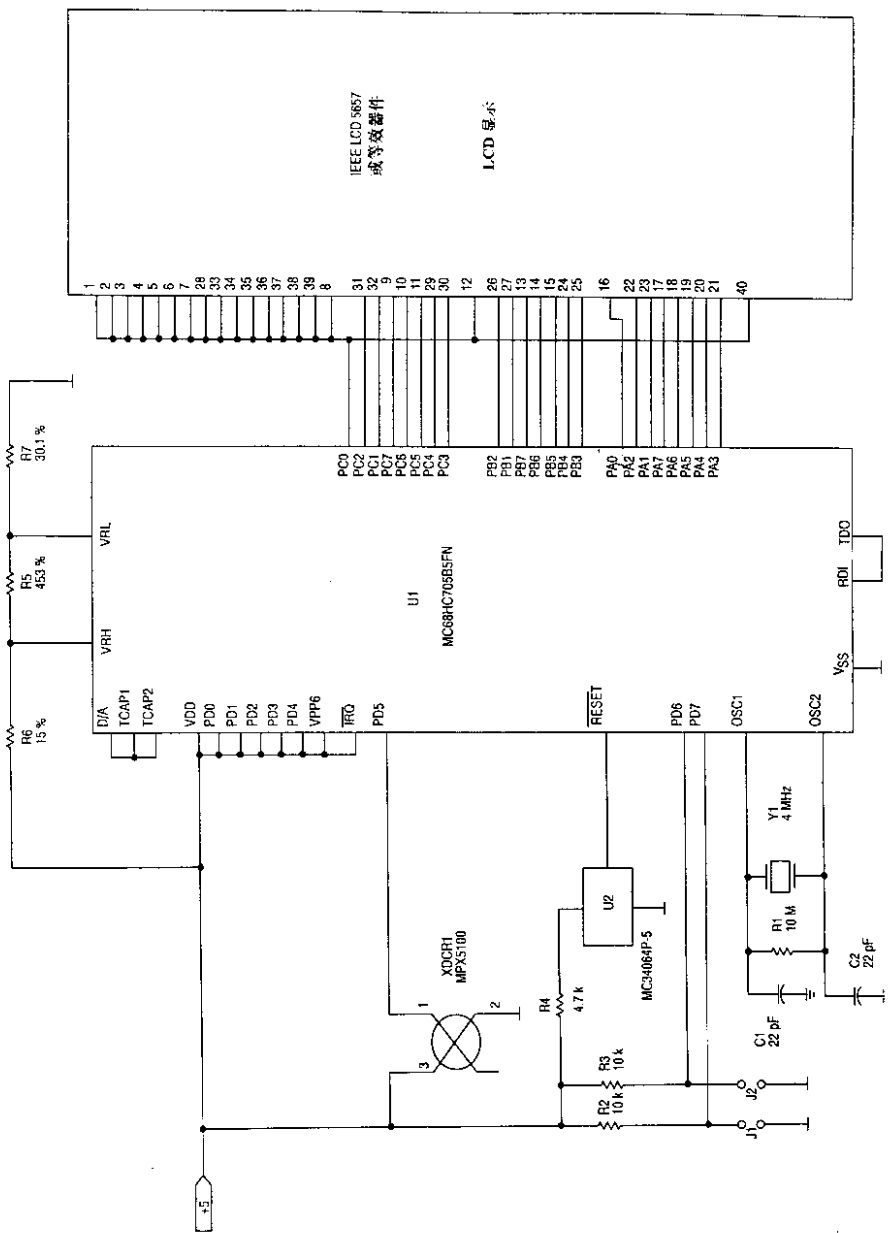 IEEE LCD 5657
或等效器件
LCD 显示
1
2
3
4
5
6
7
28
33
34
35
36
37
38
39
8
31
32
9
10
11
29
30
12
26
27
13
14
15
24
25
16
22
23
17
18
19
20
21
40
R7
30.1 %
R5
453 %
R6
15 %
VRL
VRH
PC0
PC2
PC1
PC7
PC6
PC5
PC4
PC3
PB2
PB1
PB7
PB6
PB5
PB4
PB3
PA0
PA2
PA1
PA7
PA6
PA5
PA4
PA3
U1
MC68HC705B5FN
TDO
RDI
VSS
D/A
TCAP1
TCAP2
VDD
PD0
PD1
PD2
PD3
PD4
VPP6
IRQ
PD5
RESET
PD6
PD7
OSC1
OSC2
XDCR1
MPX5100
1
2
3
U2
MC34064P-5
R4
4.7 k
R3
10 k
R2
10 k
J2
J1
Y1
4 MHz
R1
10 M
C1
22 pF
C2
22 pF
+5